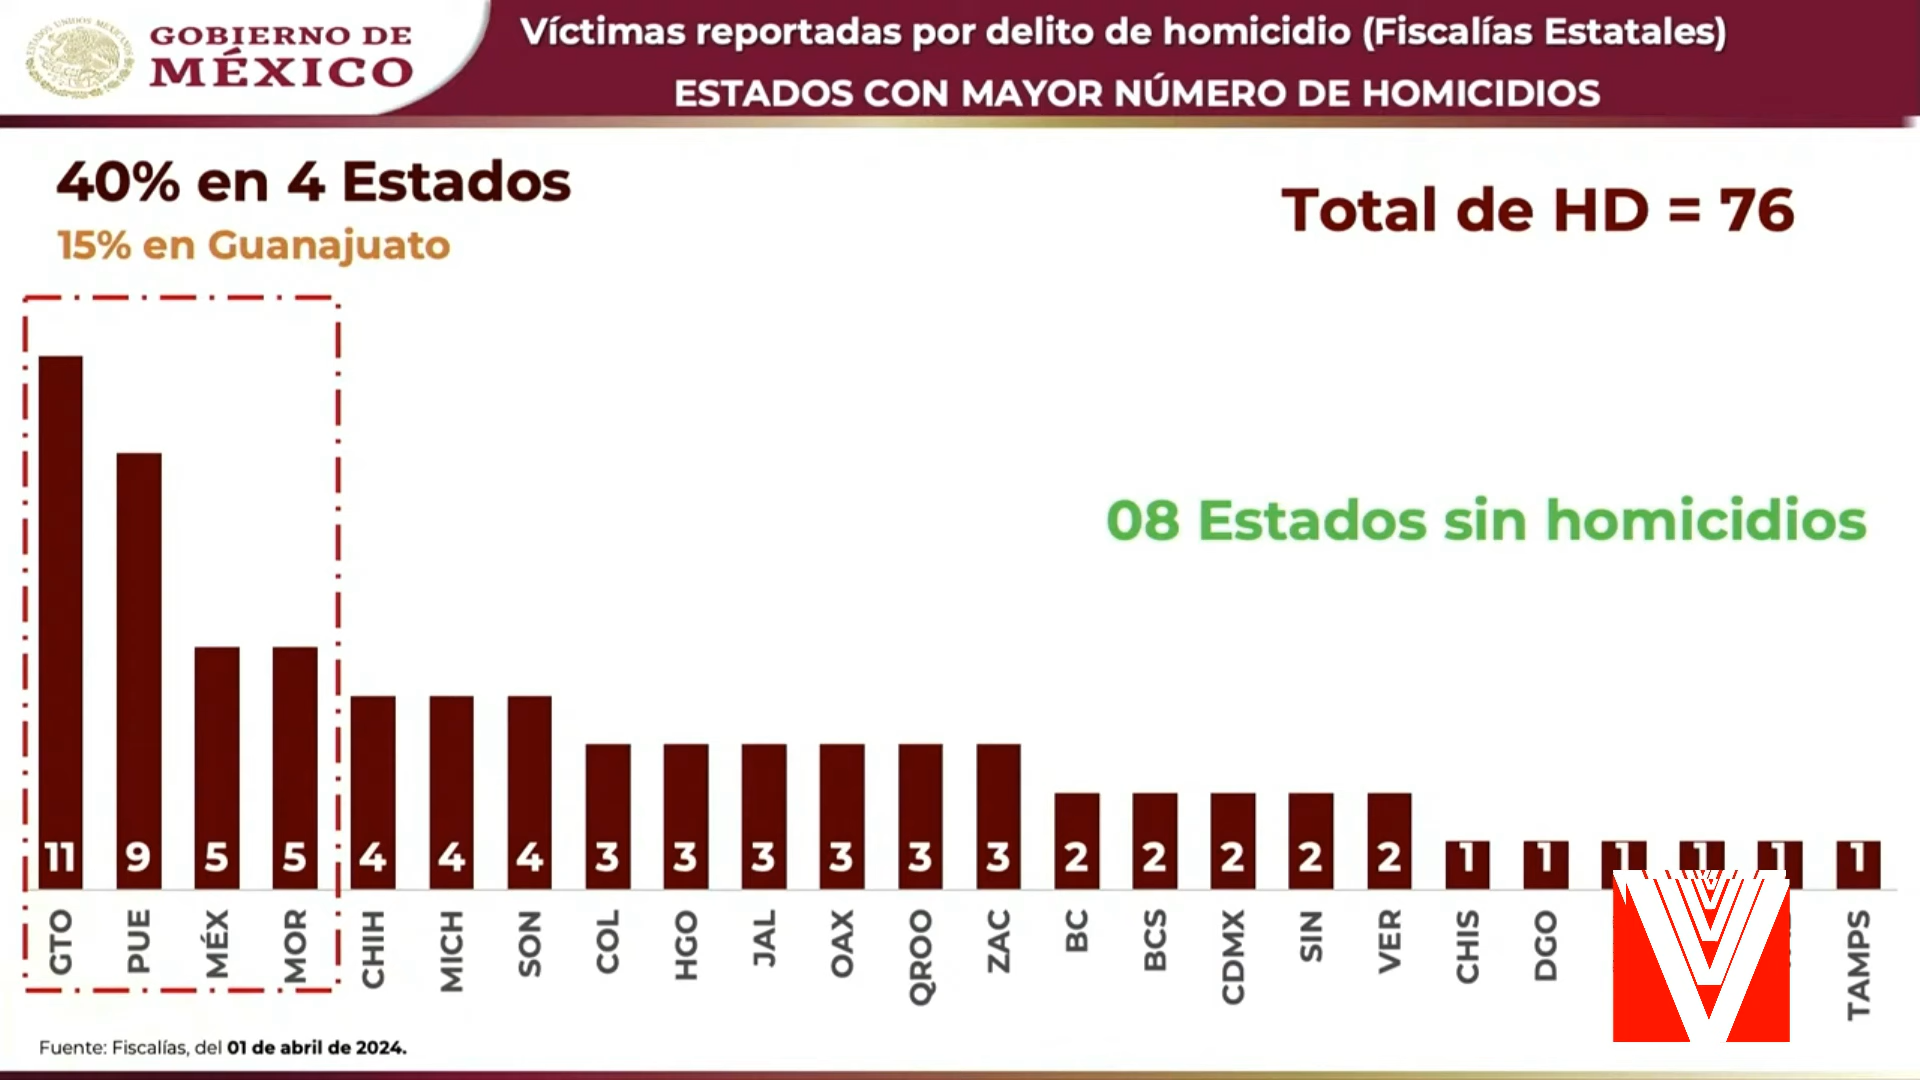 GOBIERNO DE
MÉXICO
Víctimas reportadas por delito de homicidio (Fiscalías Estatales)
ESTADOS CON MAYOR NÚMERO DE HOMICIDIOS
40% en 4 Estados
15% en Guanajuato
Total de HD = 76
08 Estados sin homicidios
11 9 5 5 4 4 4 3 3 3 3 3 3 2 2 2 2 2 1 1 1 1 1 1
GTO PUE MÉX MOR CHIH MICH SON COL HGO JAL OAX QROO ZAC BC BCS CDMX SIN VER CHIS DGO TAMPS
Fuente: Fiscalías, del 01 de abril de 2024.